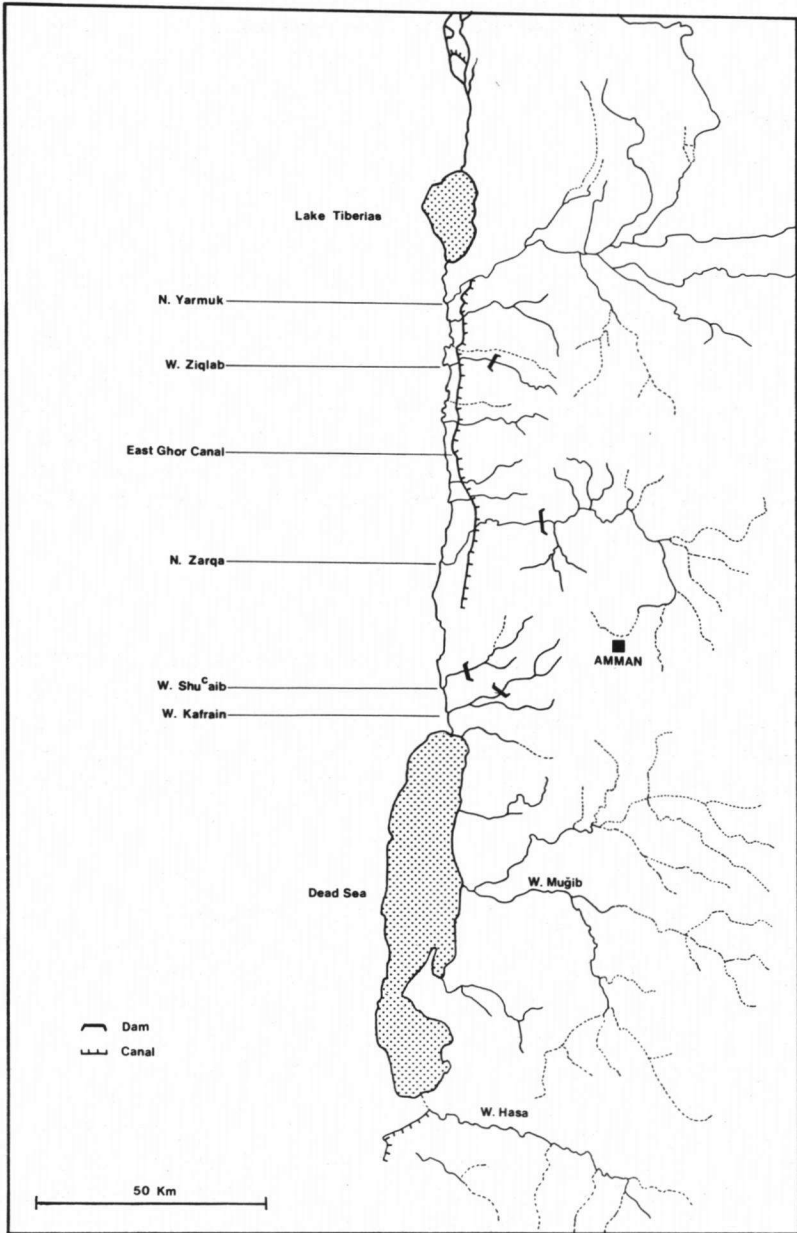 Lake Tiberias
N. Yarmuk
W. Ziqlab
East Ghor Canal
N. Zarqa
AMMAN
W. Shuᶜaib
W. Kafrain
W. Muğib
Dead Sea
Dam
Canal
W. Hasa
50 Km